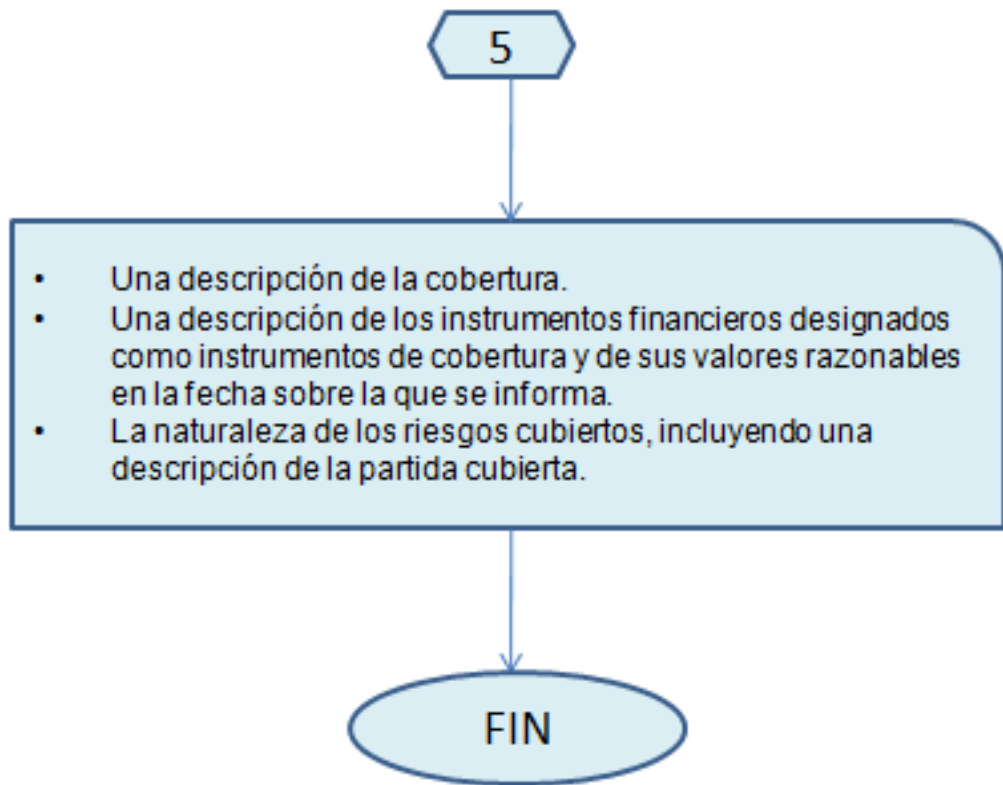 5
• Una descripción de la cobertura.
• Una descripción de los instrumentos financieros designados
como instrumentos de cobertura y de sus valores razonables
en la fecha sobre la que se informa.
• La naturaleza de los riesgos cubiertos, incluyendo una
descripción de la partida cubierta.
FIN